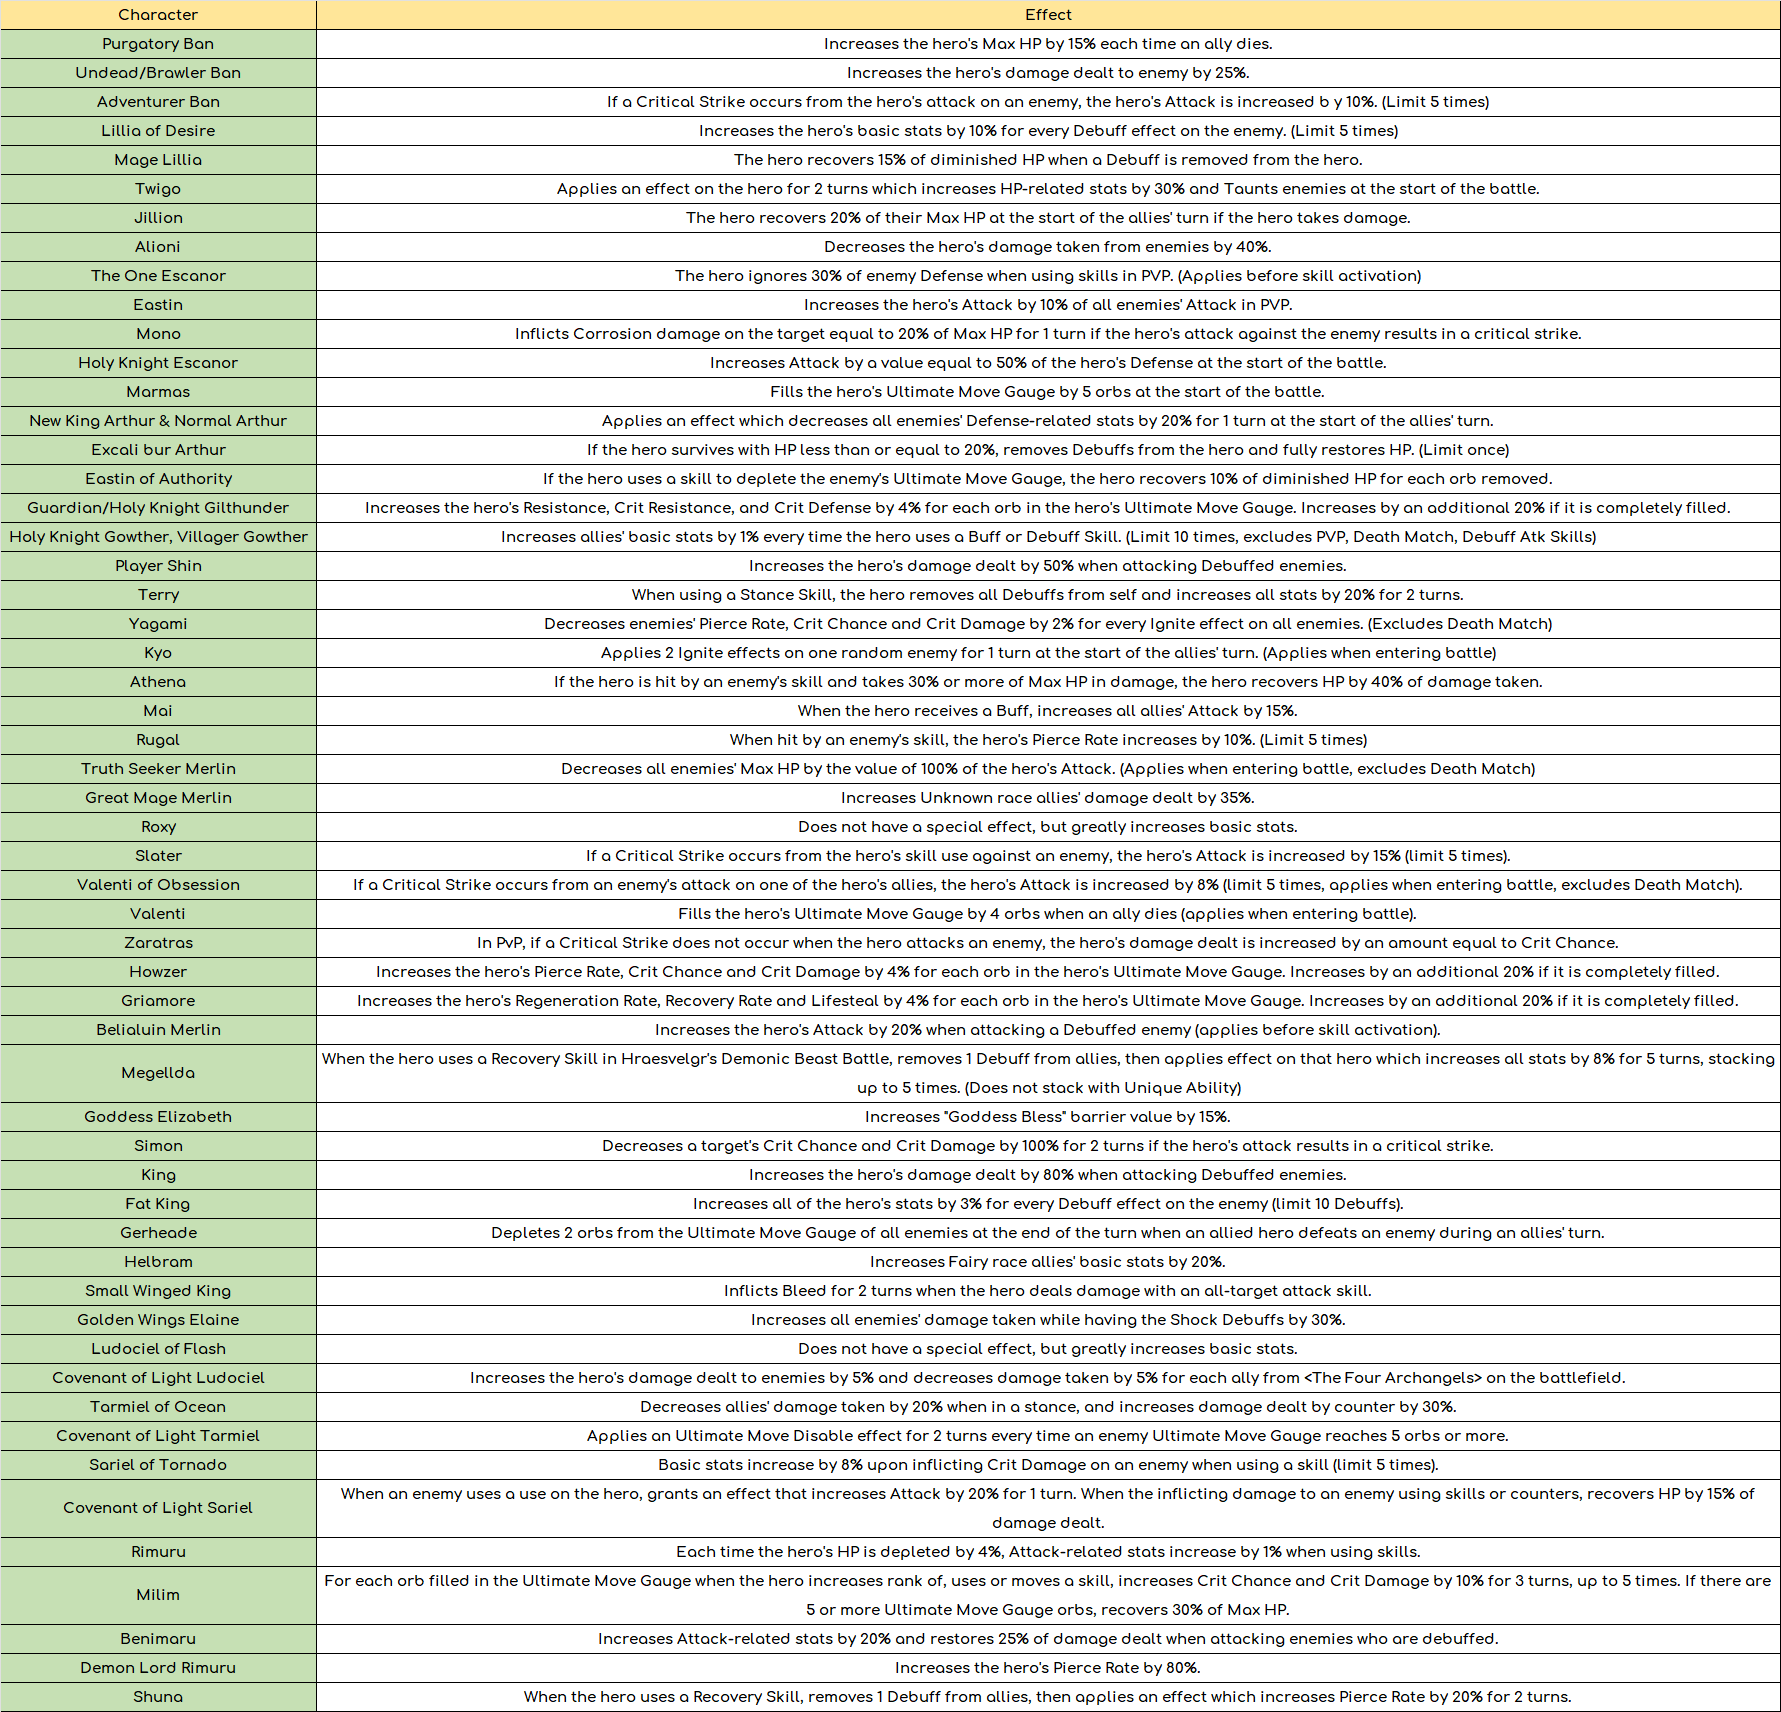 Character Effect
Purgatory Ban Increases the hero's Max HP by 15% each time an ally dies.
Undead/Brawler Ban Increases the hero's damage dealt to enemy by 25%.
Adventurer Ban If a Critical Strike occurs from the hero's attack on an enemy, the hero's Attack is increased b y 10%. (Limit 5 times)
Lillia of Desire Increases the hero's basic stats by 10% for every Debuff effect on the enemy. (Limit 5 times)
Mage Lillia The hero recovers 15% of diminished HP when a Debuff is removed from the hero.
Twigo Applies an effect on the hero for 2 turns which increases HP-related stats by 30% and Taunts enemies at the start of the battle.
Jillion The hero recovers 20% of their Max HP at the start of the allies' turn if the hero takes damage.
Alioni Decreases the hero's damage taken from enemies by 40%.
The One Escanor The hero ignores 30% of enemy Defense when using skills in PVP. (Applies before skill activation)
Eastin Increases the hero's Attack by 10% of all enemies' Attack in PVP.
Mono Inflicts Corrosion damage on the target equal to 20% of Max HP for 1 turn if the hero's attack against the enemy results in a critical strike.
Holy Knight Escanor Increases Attack by a value equal to 50% of the hero's Defense at the start of the battle.
Marmas Fills the hero's Ultimate Move Gauge by 5 orbs at the start of the battle.
New King Arthur & Normal Arthur Applies an effect which decreases all enemies' Defense-related stats by 20% for 1 turn at the start of the allies' turn.
Excali bur Arthur If the hero survives with HP less than or equal to 20%, removes Debuffs from the hero and fully restores HP. (Limit once)
Eastin of Authority If the hero uses a skill to deplete the enemy's Ultimate Move Gauge, the hero recovers 10% of diminished HP for each orb removed.
Guardian/Holy Knight Gilthunder Increases the hero's Resistance, Crit Resistance, and Crit Defense by 4% for each orb in the hero's Ultimate Move Gauge. Increases by an additional 20% if it is completely filled.
Holy Knight Gowther, Villager Gowther Increases allies' basic stats by 1% every time the hero uses a Buff or Debuff Skill. (Limit 10 times, excludes PVP, Death Match, Debuff Atk Skills)
Player Shin Increases the hero's damage dealt by 50% when attacking Debuffed enemies.
Terry When using a Stance Skill, the hero removes all Debuffs from self and increases all stats by 20% for 2 turns.
Yagami Decreases enemies' Pierce Rate, Crit Chance and Crit Damage by 2% for every Ignite effect on all enemies. (Excludes Death Match)
Kyo Applies 2 Ignite effects on one random enemy for 1 turn at the start of the allies' turn. (Applies when entering battle)
Athena If the hero is hit by an enemy's skill and takes 30% or more of Max HP in damage, the hero recovers HP by 40% of damage taken.
Mai When the hero receives a Buff, increases all allies' Attack by 15%.
Rugal When hit by an enemy's skill, the hero's Pierce Rate increases by 10%. (Limit 5 times)
Truth Seeker Merlin Decreases all enemies' Max HP by the value of 100% of the hero's Attack. (Applies when entering battle, excludes Death Match)
Great Mage Merlin Increases Unknown race allies' damage dealt by 35%.
Roxy Does not have a special effect, but greatly increases basic stats.
Slater If a Critical Strike occurs from the hero's skill use against an enemy, the hero's Attack is increased by 15% (limit 5 times).
Valenti of Obsession If a Critical Strike occurs from an enemy's attack on one of the hero's allies, the hero's Attack is increased by 8% (limit 5 times, applies when entering battle, excludes Death Match).
Valenti Fills the hero's Ultimate Move Gauge by 4 orbs when an ally dies (applies when entering battle).
Zaratras In PvP, if a Critical Strike does not occur when the hero attacks an enemy, the hero's damage dealt is increased by an amount equal to Crit Chance.
Howzer Increases the hero's Pierce Rate, Crit Chance and Crit Damage by 4% for each orb in the hero's Ultimate Move Gauge. Increases by an additional 20% if it is completely filled.
Griamore Increases the hero's Regeneration Rate, Recovery Rate and Lifesteal by 4% for each orb in the hero's Ultimate Move Gauge. Increases by an additional 20% if it is completely filled.
Belialuin Merlin Increases the hero's Attack by 20% when attacking a Debuffed enemy (applies before skill activation).
Megellda When the hero uses a Recovery Skill in Hraesvelgr's Demonic Beast Battle, removes 1 Debuff from allies, then applies effect on that hero which increases all stats by 8% for 5 turns, stacking
up to 5 times. (Does not stack with Unique Ability)
Goddess Elizabeth Increases "Goddess Bless" barrier value by 15%.
Simon Decreases a target's Crit Chance and Crit Damage by 100% for 2 turns if the hero's attack results in a critical strike.
King Increases the hero's damage dealt by 80% when attacking Debuffed enemies.
Fat King Increases all of the hero's stats by 3% for every Debuff effect on the enemy (limit 10 Debuffs).
Gerheade Depletes 2 orbs from the Ultimate Move Gauge of all enemies at the end of the turn when an allied hero defeats an enemy during an allies' turn.
Helbram Increases Fairy race allies' basic stats by 20%.
Small Winged King Inflicts Bleed for 2 turns when the hero deals damage with an all-target attack skill.
Golden Wings Elaine Increases all enemies' damage taken while having the Shock Debuffs by 30%.
Ludociel of Flash Does not have a special effect, but greatly increases basic stats.
Covenant of Light Ludociel Increases the hero's damage dealt to enemies by 5% and decreases damage taken by 5% for each ally from <The Four Archangels> on the battlefield.
Tarmiel of Ocean Decreases allies' damage taken by 20% when in a stance, and increases damage dealt by counter by 30%.
Covenant of Light Tarmiel Applies an Ultimate Move Disable effect for 2 turns every time an enemy Ultimate Move Gauge reaches 5 orbs or more.
Sariel of Tornado Basic stats increase by 8% upon inflicting Crit Damage on an enemy when using a skill (limit 5 times).
Covenant of Light Sariel When an enemy uses a use on the hero, grants an effect that increases Attack by 20% for 1 turn. When the inflicting damage to an enemy using skills or counters, recovers HP by 15% of
damage dealt.
Rimuru Each time the hero's HP is depleted by 4%, Attack-related stats increase by 1% when using skills.
Milim For each orb filled in the Ultimate Move Gauge when the hero increases rank of, uses or moves a skill, increases Crit Chance and Crit Damage by 10% for 3 turns, up to 5 times. If there are
5 or more Ultimate Move Gauge orbs, recovers 30% of Max HP.
Benimaru Increases Attack-related stats by 20% and restores 25% of damage dealt when attacking enemies who are debuffed.
Demon Lord Rimuru Increases the hero's Pierce Rate by 80%.
Shuna When the hero uses a Recovery Skill, removes 1 Debuff from allies, then applies an effect which increases Pierce Rate by 20% for 2 turns.